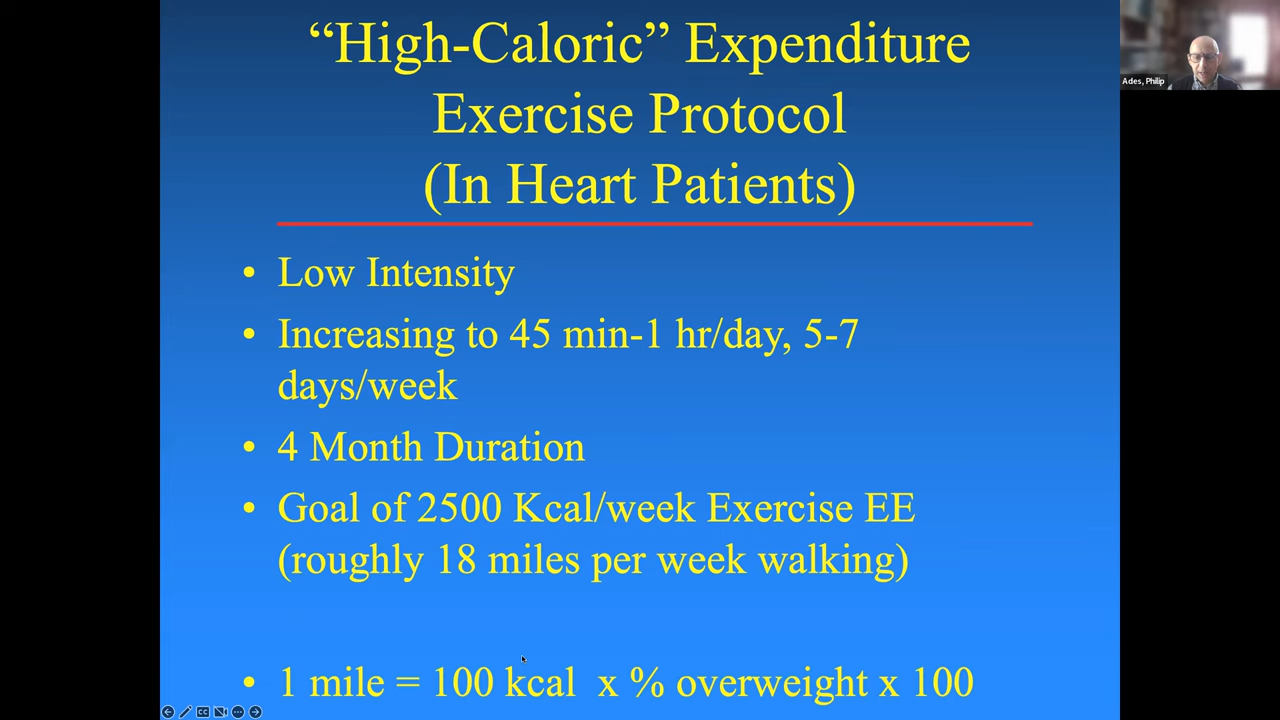 “High-Caloric” Expenditure
Exercise Protocol
(In Heart Patients)
• Low Intensity
• Increasing to 45 min-1 hr/day, 5-7
days/week
• 4 Month Duration
• Goal of 2500 Kcal/week Exercise EE
(roughly 18 miles per week walking)
• 1 mile = 100 kcal x % overweight x 100
Ades, Philip
CC